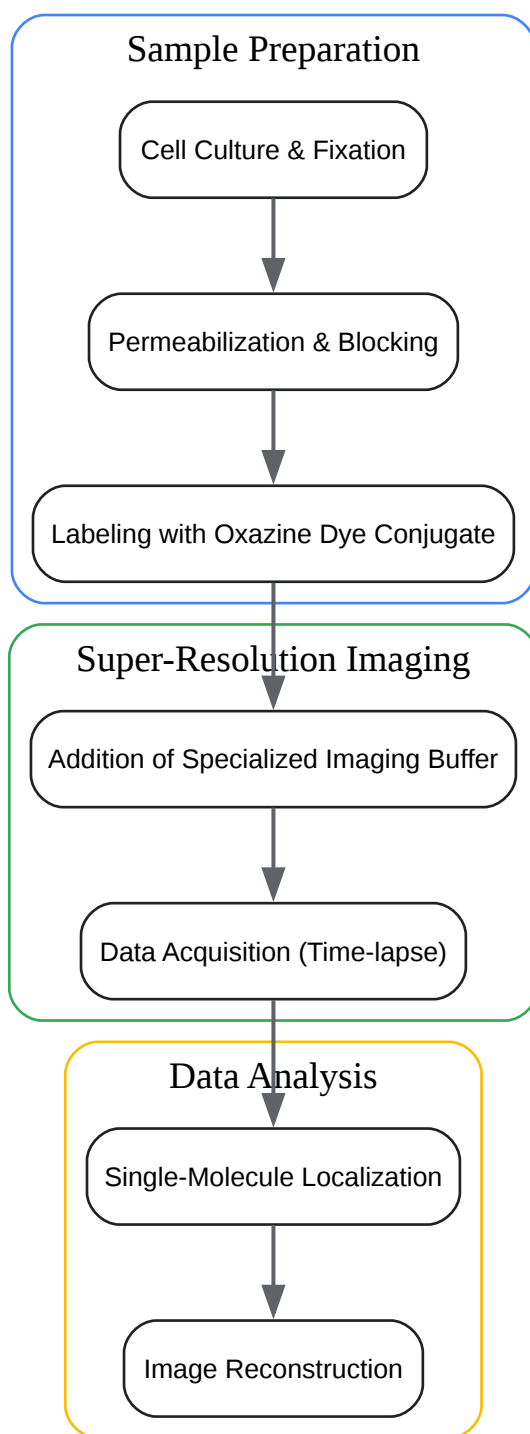 Sample Preparation
Cell Culture & Fixation
Permeabilization & Blocking
Labeling with Oxazine Dye Conjugate
Super-Resolution Imaging
Addition of Specialized Imaging Buffer
Data Acquisition (Time-lapse)
Data Analysis
Single-Molecule Localization
Image Reconstruction